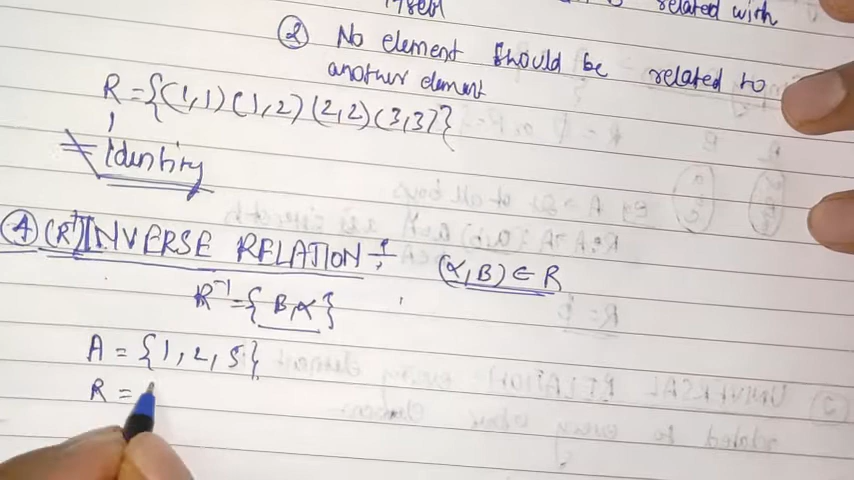 itself
related with
② No element should be related to
another element
R = {(1,1)(1,2)(2,2)(3,3)}
Identity
④ (R⁻¹) INVERSE RELATION :- (α,B) ∈ R
R⁻¹ = { B,α }
A = {1, 2, 5}
R =